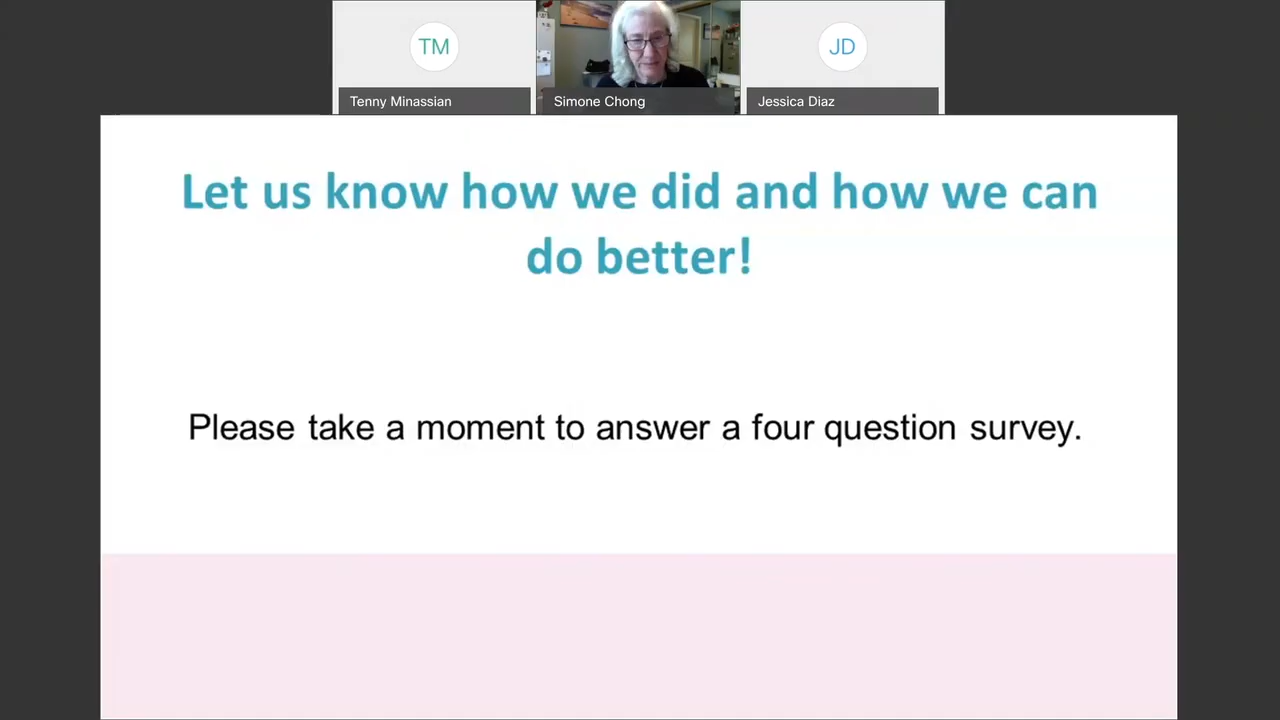 TM
JD
Tenny Minassian
Simone Chong
Jessica Diaz
Let us know how we did and how we can
do better!
Please take a moment to answer a four question survey.